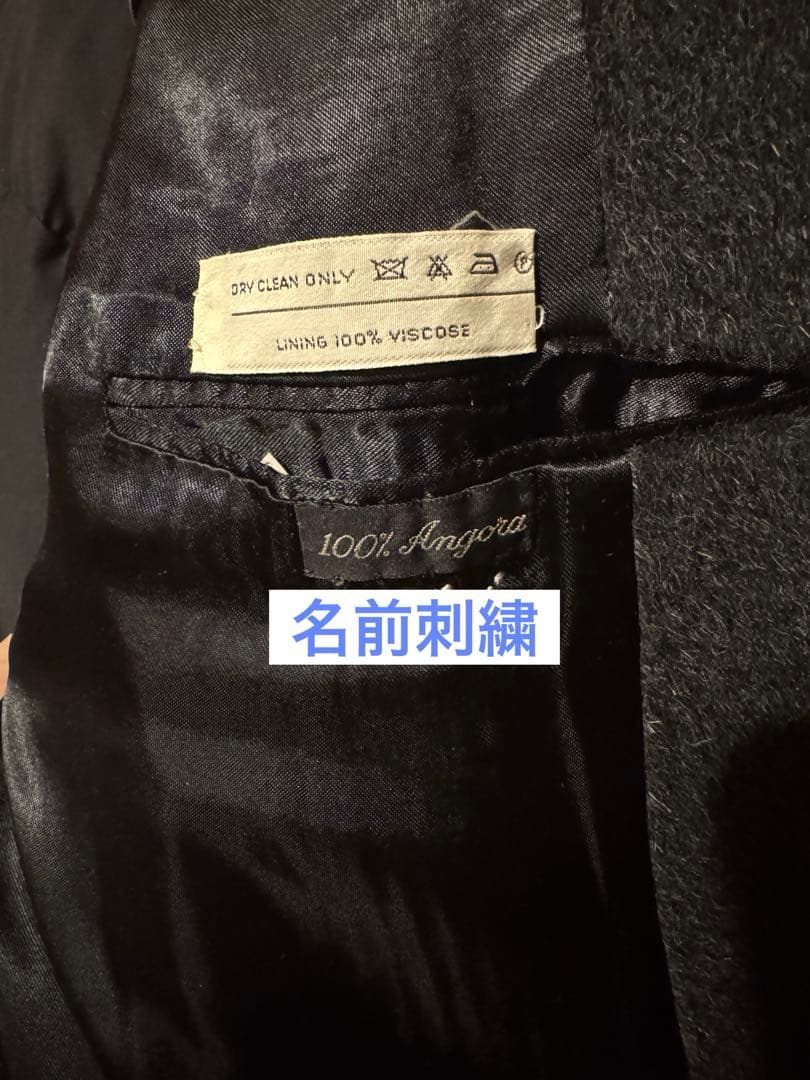 DRY CLEAN ONLY
LINING 100% VISCOSE
100% Angora
名前刺繍